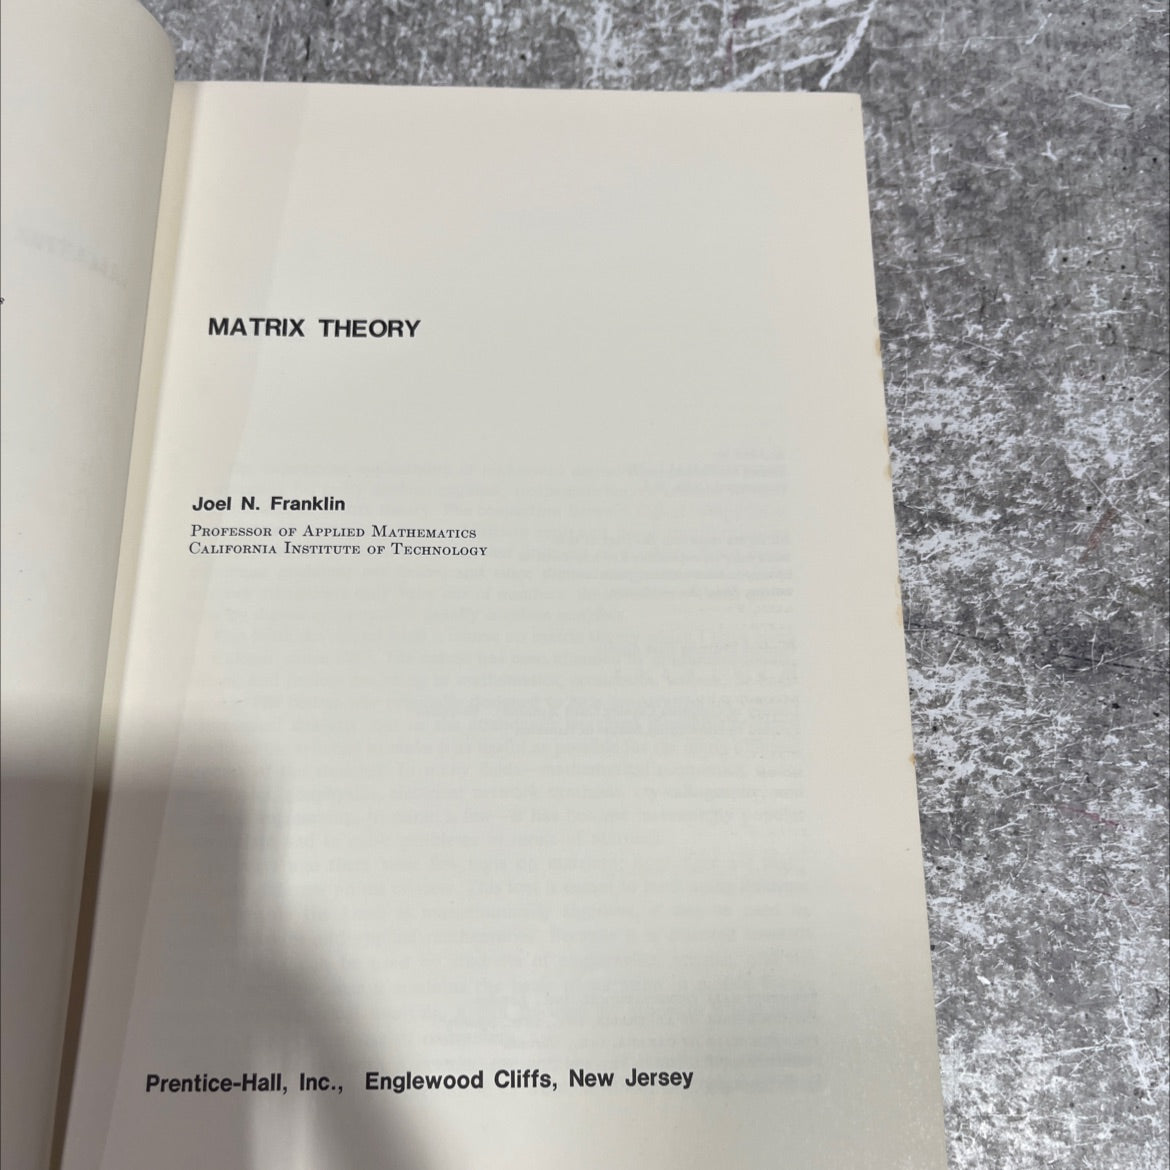 MATRIX THEORY
Joel N. Franklin
PROFESSOR OF APPLIED MATHEMATICS
CALIFORNIA INSTITUTE OF TECHNOLOGY
Prentice-Hall, Inc., Englewood Cliffs, New Jersey